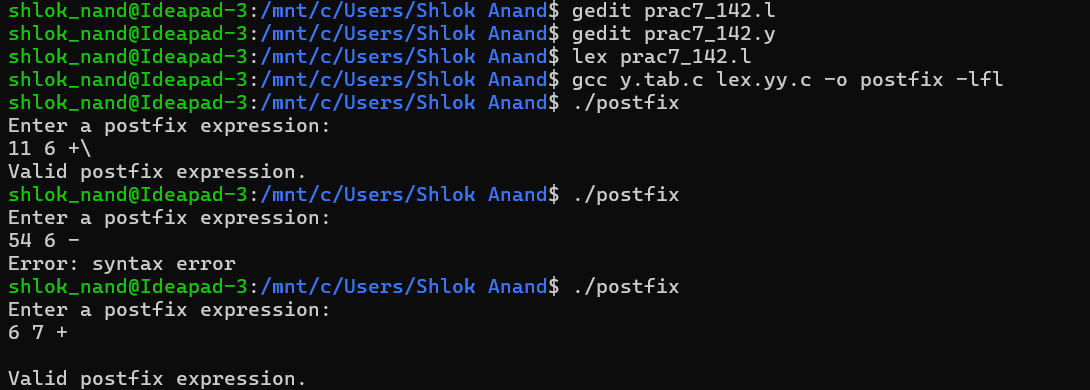 shlok_nand@Ideapad-3:/mnt/c/Users/Shlok Anand$ gedit prac7_142.l
shlok_nand@Ideapad-3:/mnt/c/Users/Shlok Anand$ gedit prac7_142.y
shlok_nand@Ideapad-3:/mnt/c/Users/Shlok Anand$ lex prac7_142.l
shlok_nand@Ideapad-3:/mnt/c/Users/Shlok Anand$ gcc y.tab.c lex.yy.c -o postfix -lfl
shlok_nand@Ideapad-3:/mnt/c/Users/Shlok Anand$ ./postfix
Enter a postfix expression:
11 6 +\
Valid postfix expression.
shlok_nand@Ideapad-3:/mnt/c/Users/Shlok Anand$ ./postfix
Enter a postfix expression:
54 6 -
Error: syntax error
shlok_nand@Ideapad-3:/mnt/c/Users/Shlok Anand$ ./postfix
Enter a postfix expression:
6 7 +
Valid postfix expression.